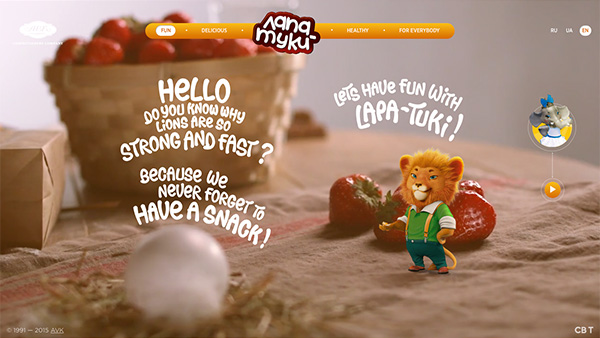 FUN
DELICIOUS
Лапа
туки
HEALTHY
FOR EVERYBODY
RU
UA
EN
HELLO
DO YOU KNOW WHY
LIONS ARE SO
STRONG AND FAST?
BECAUSE WE
NEVER FORGET TO
HAVE A SNACK!
LETS HAVE FUN WITH
LAPA-TUKI!
© 1991 — 2015 AVK
CBT